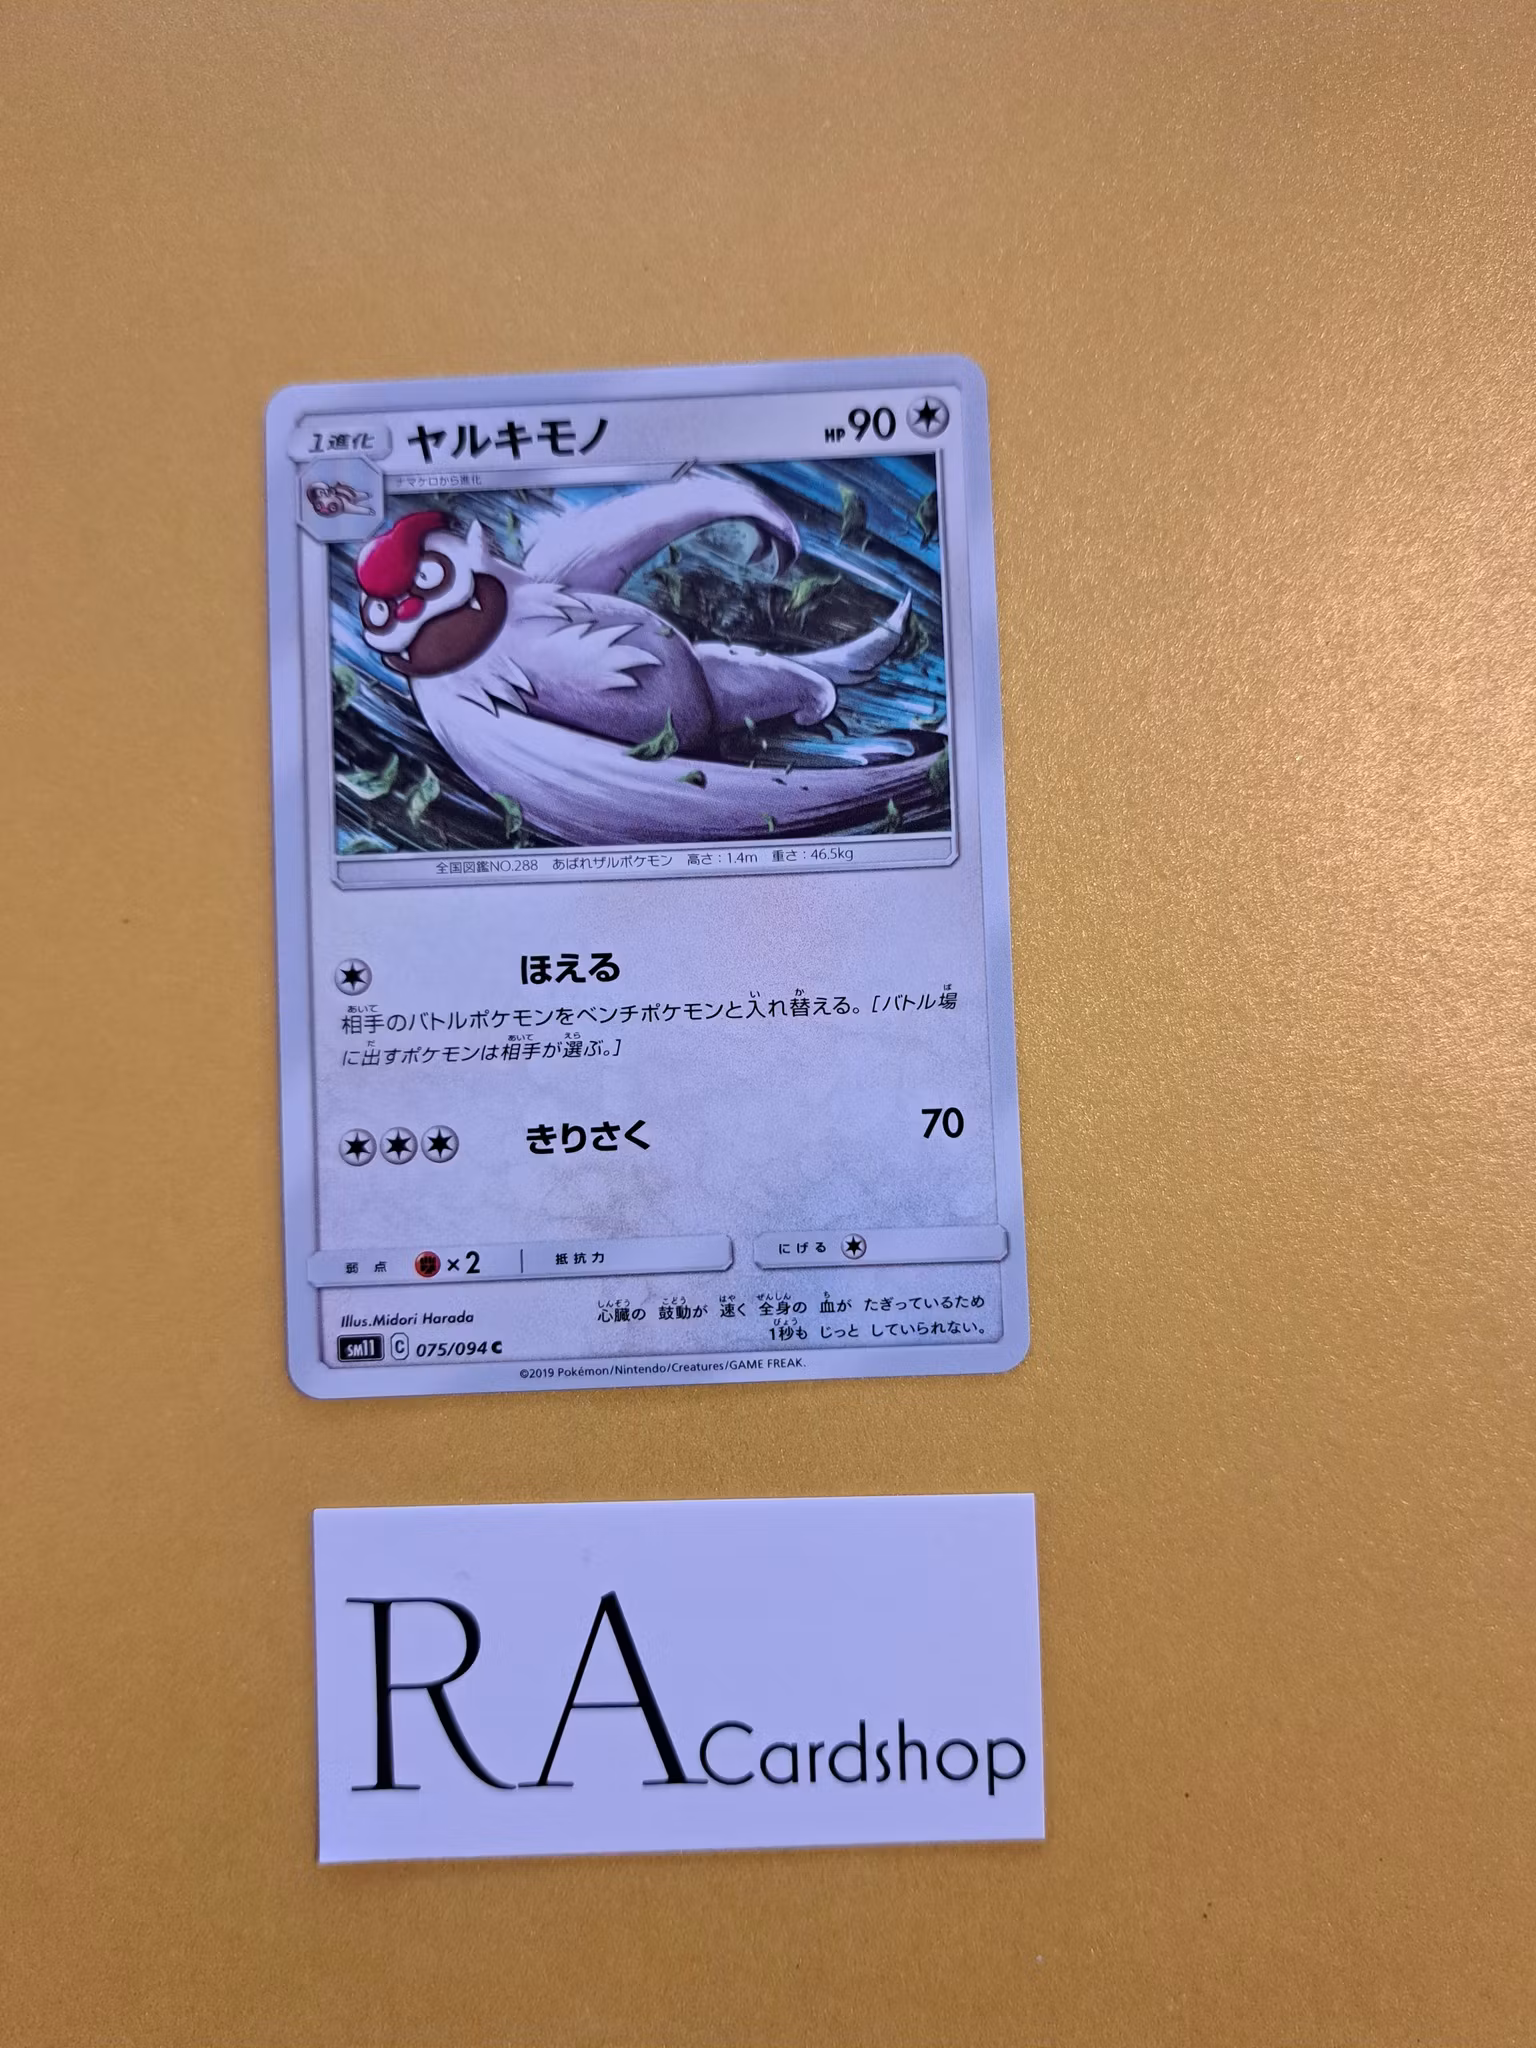 1進化 ヤルキモノ HP90
ナマケロから進化
全国図鑑NO.288 あばれザルポケモン 高さ:1.4m 重さ:46.5kg
ほえる
相手のバトルポケモンをベンチポケモンと入れ替える。[バトル場
に出すポケモンは相手が選ぶ。]
きりさく 70
弱点 ×2 抵抗力 にげる
Illus.Midori Harada
心臓の 鼓動が 速く 全身の 血が たぎっているため
1秒も じっと していられない。
SM11 C 075/094 C
©2019 Pokémon/Nintendo/Creatures/GAME FREAK.
RA Cardshop